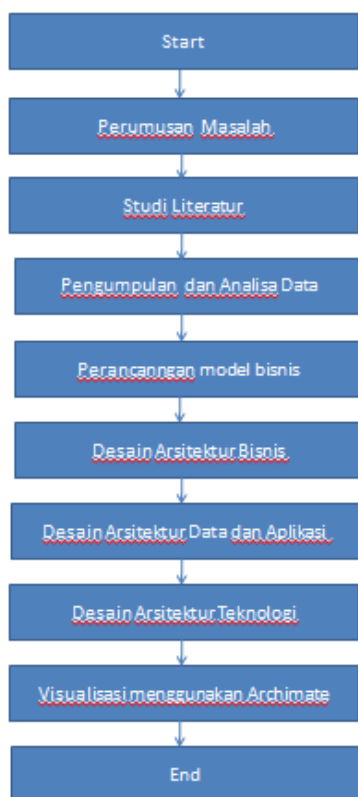 Start
Perumusan Masalah
Studi Literatur
Pengumpulan dan Analisa Data
Perancanngan model bisnis
Desain Arsitektur Bisnis
Desain Arsitektur Data dan Aplikasi
Desain Arsitektur Teknologi
Visualisasi menggunakan Archimate
End